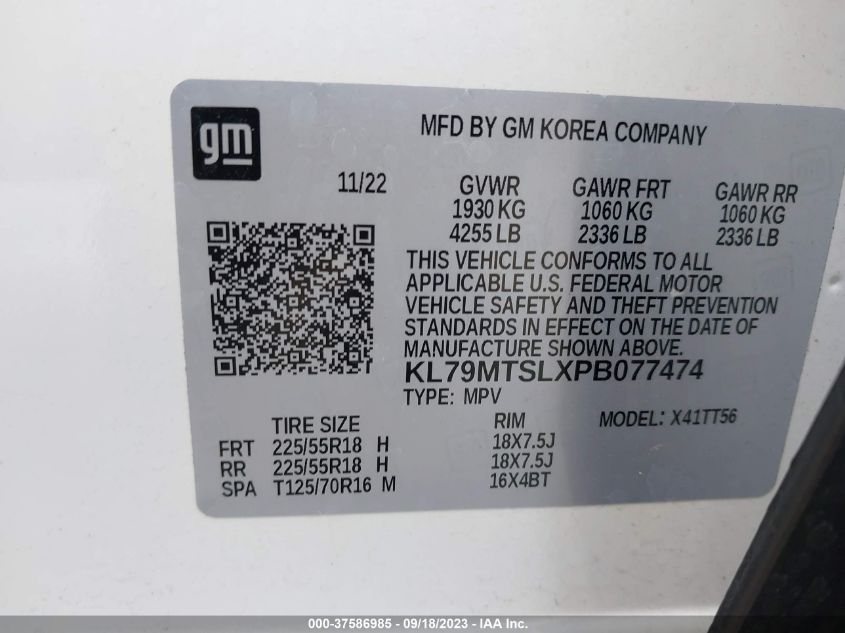 gm
MFD BY GM KOREA COMPANY
11/22
GVWR GAWR FRT GAWR RR
1930 KG 1060 KG 1060 KG
4255 LB 2336 LB 2336 LB
THIS VEHICLE CONFORMS TO ALL
APPLICABLE U.S. FEDERAL MOTOR
VEHICLE SAFETY AND THEFT PREVENTION
STANDARDS IN EFFECT ON THE DATE OF
MANUFACTURE SHOWN ABOVE.
KL79MTSLXPB077474
TYPE: MPV
TIRE SIZE RIM MODEL: X41TT56
FRT 225/55R18 H 18X7.5J
RR 225/55R18 H 18X7.5J
SPA T125/70R16 M 16X4BT
000-37586985 - 09/18/2023 - IAA Inc.